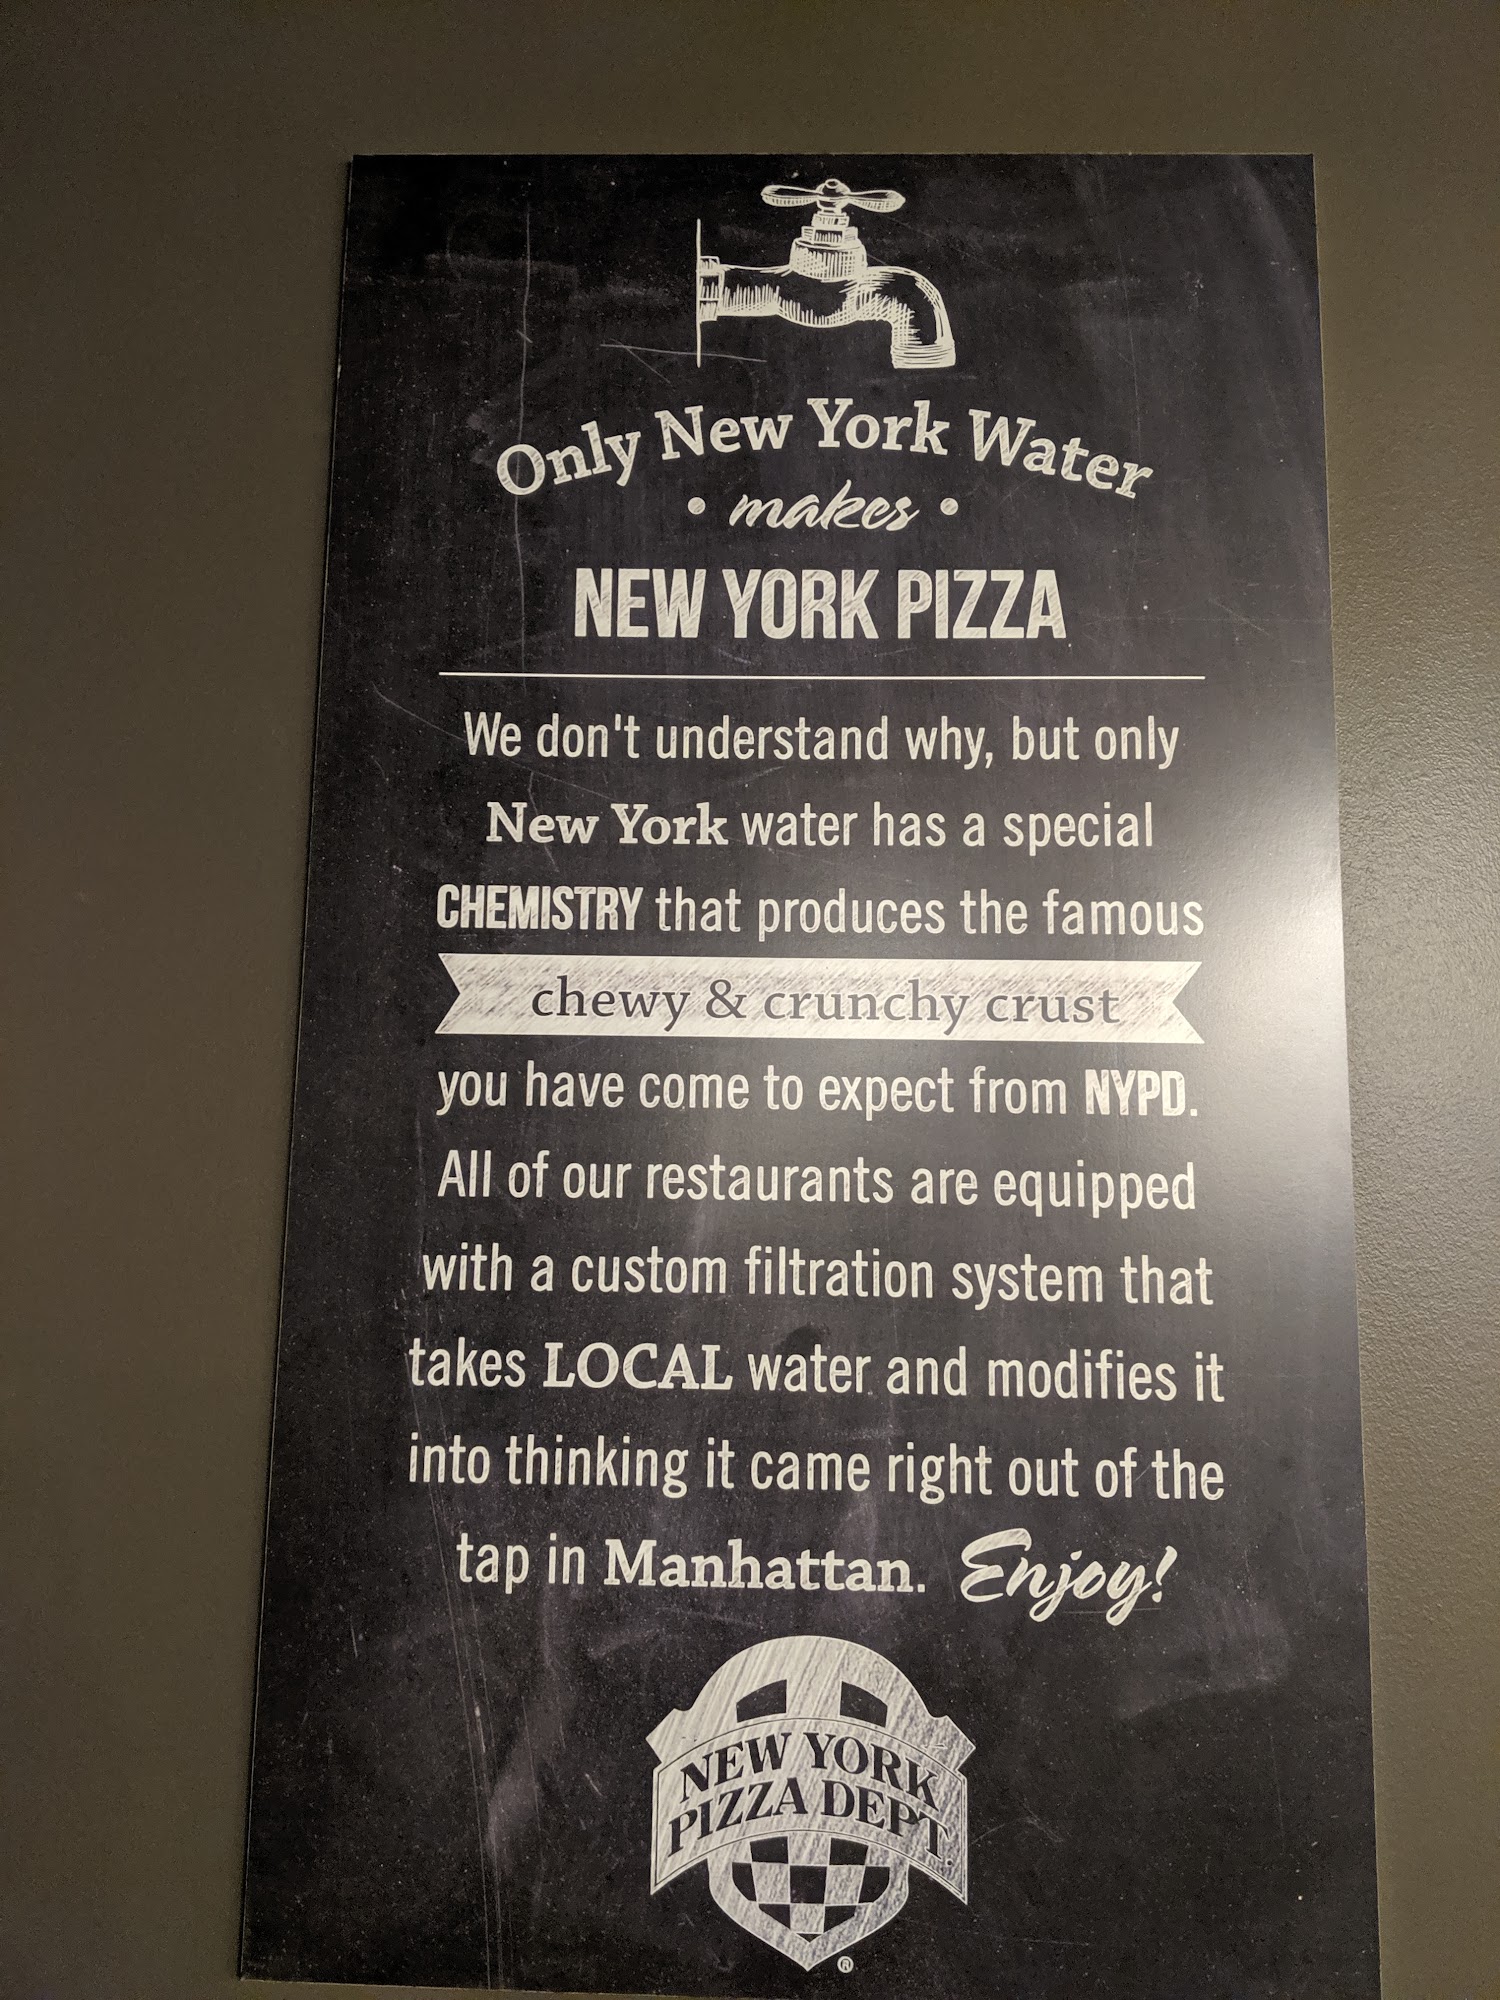 Only New York Water
• makes •
NEW YORK PIZZA
We don't understand why, but only
New York water has a special
CHEMISTRY that produces the famous
chewy & crunchy crust
you have come to expect from NYPD.
All of our restaurants are equipped
with a custom filtration system that
takes LOCAL water and modifies it
into thinking it came right out of the
tap in Manhattan. Enjoy!
NEW YORK
PIZZA DEPT.
®